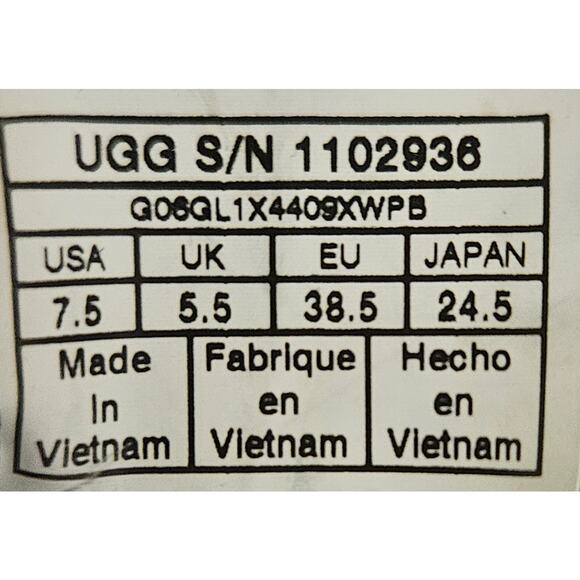 UGG S/N 1102936
G06GL1X4409XWPB
USA UK EU JAPAN
7.5 5.5 38.5 24.5
Made In Vietnam
Fabrique en Vietnam
Hecho en Vietnam